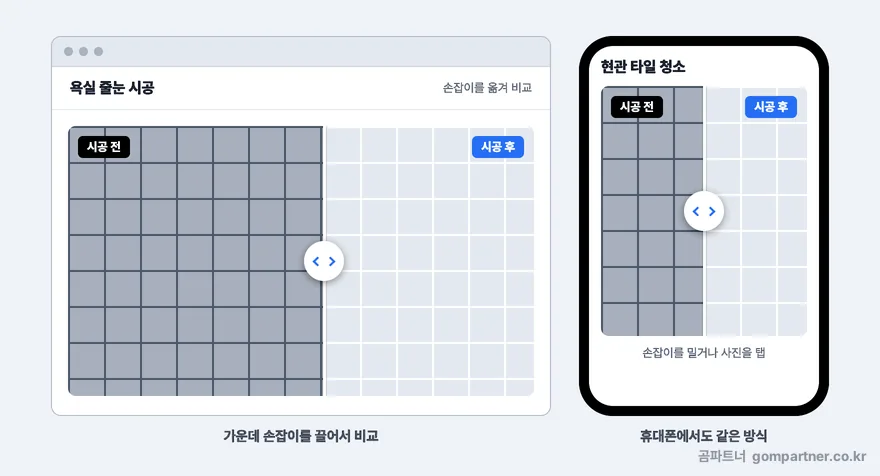 욕실 줄눈 시공
손잡이를 옮겨 비교
시공 전
시공 후
가운데 손잡이를 끌어서 비교
현관 타일 청소
시공 전
시공 후
손잡이를 밀거나 사진을 탭
휴대폰에서도 같은 방식
곰파트너 gompartner.co.kr